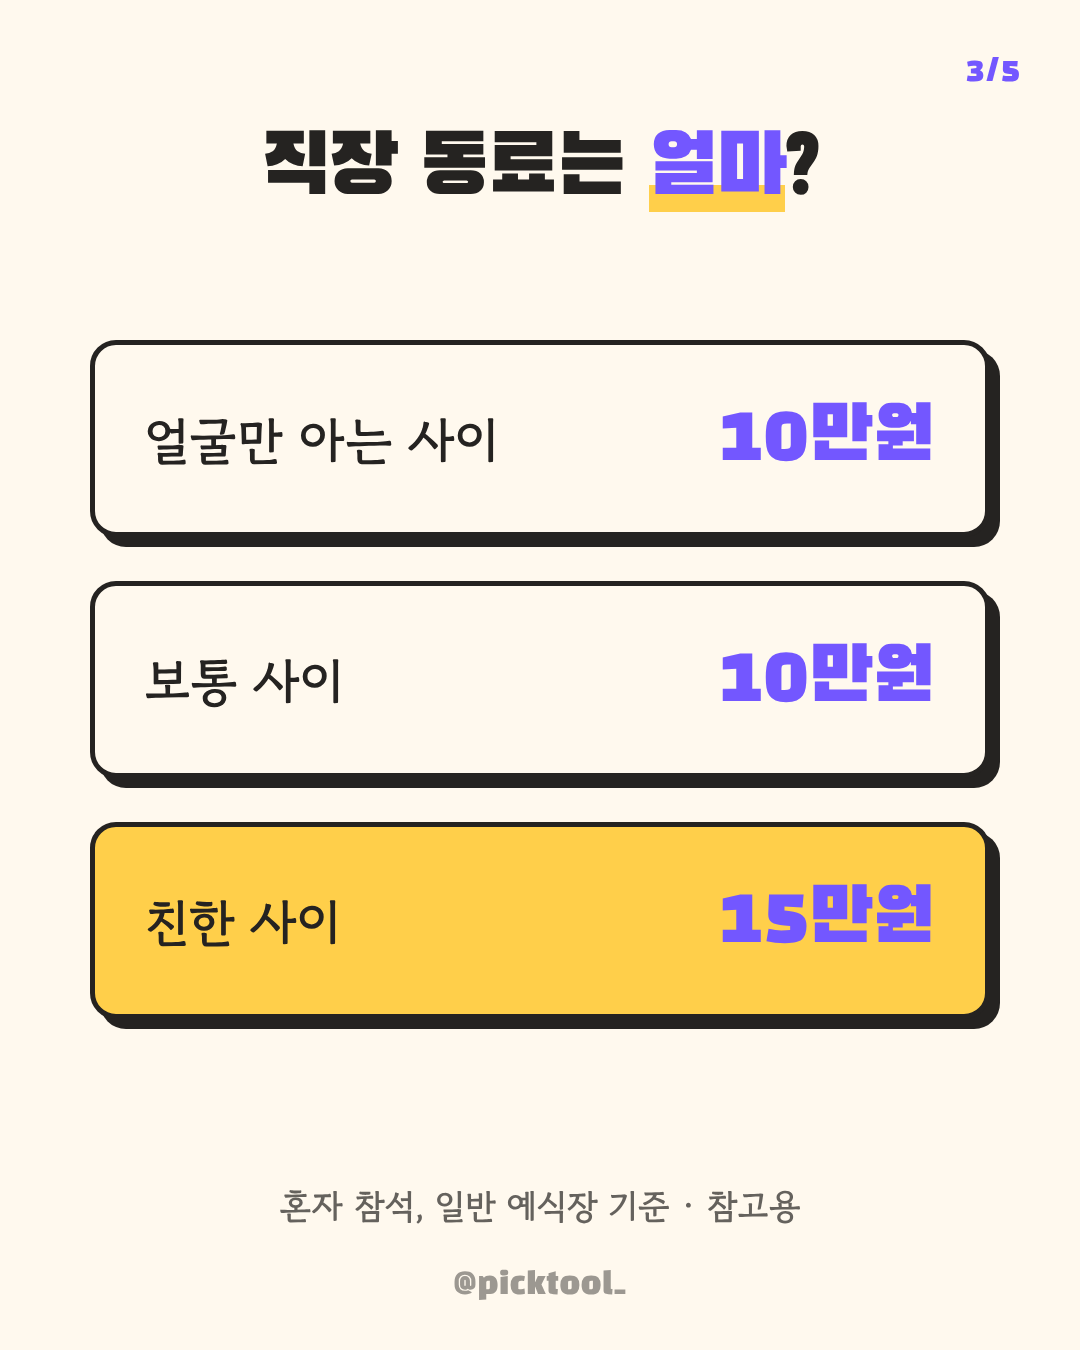 3/5
직장 동료는 얼마?
얼굴만 아는 사이 10만원
보통 사이 10만원
친한 사이 15만원
혼자 참석, 일반 예식장 기준 · 참고용
@picktool_